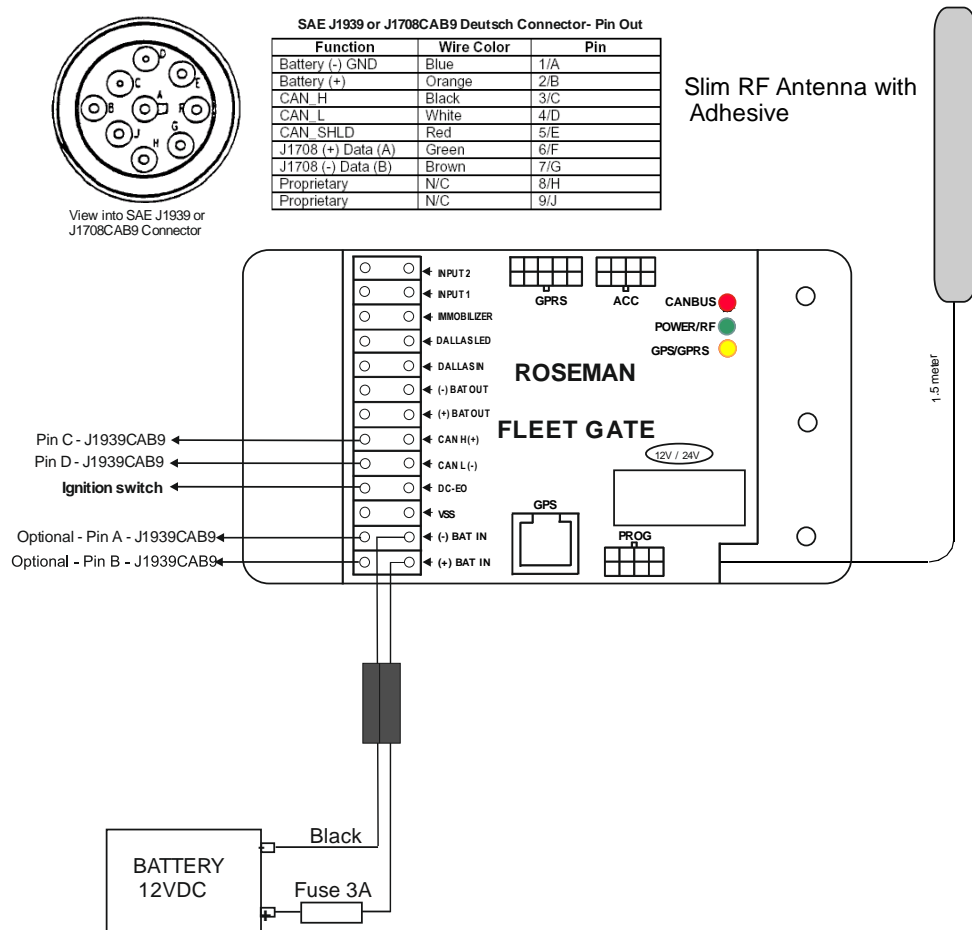 SAE J1939 or J1708CAB9 Deutsch Connector- Pin Out
Function Wire Color Pin
Battery (-) GND Blue 1/A
Battery (+) Orange 2/B
CAN_H Black 3/C
CAN_L White 4/D
CAN_SHLD Red 5/E
J1708 (+) Data (A) Green 6/F
J1708 (-) Data (B) Brown 7/G
Proprietary N/C 8/H
Proprietary N/C 9/J
D
C
E
A
B
F
J
G
H
View into SAE J1939 or
J1708CAB9 Connector
Slim RF Antenna with
Adhesive
1.5 meter
INPUT 2
INPUT 1
IMMOBILIZER
DALLAS LED
DALLAS IN
(-) BAT OUT
(+) BAT OUT
CAN H(+)
CAN L (-)
DC-EO
VSS
(-) BAT IN
(+) BAT IN
GPRS
ACC
CANBUS
POWER/RF
GPS/GPRS
ROSEMAN
FLEET GATE
12V / 24V
GPS
PROG
Pin C - J1939CAB9
Pin D - J1939CAB9
Ignition switch
Optional - Pin A - J1939CAB9
Optional - Pin B - J1939CAB9
Black
-
BATTERY
12VDC
Fuse 3A
+